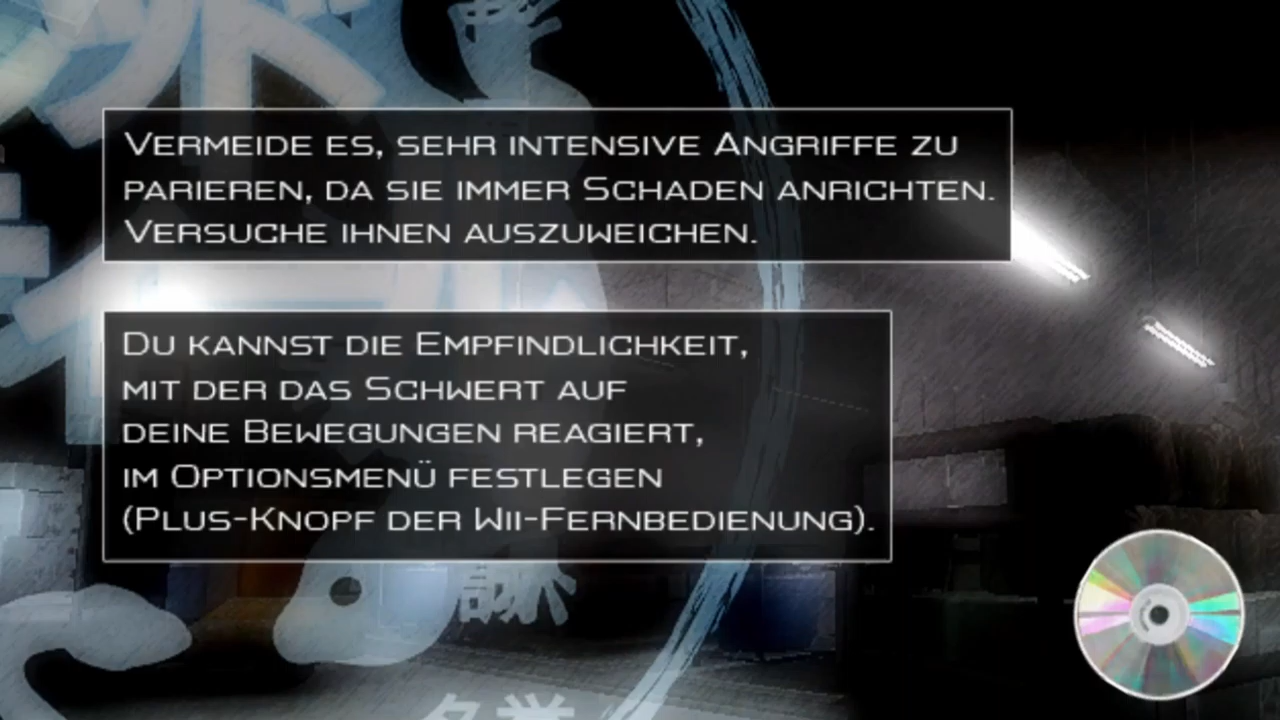 Vermeide es, sehr intensive Angriffe zu
parieren, da sie immer Schaden anrichten.
Versuche ihnen auszuweichen.
Du kannst die Empfindlichkeit,
mit der das Schwert auf
deine Bewegungen reagiert,
im Optionsmenü festlegen
(Plus-Knopf der Wii-Fernbedienung).